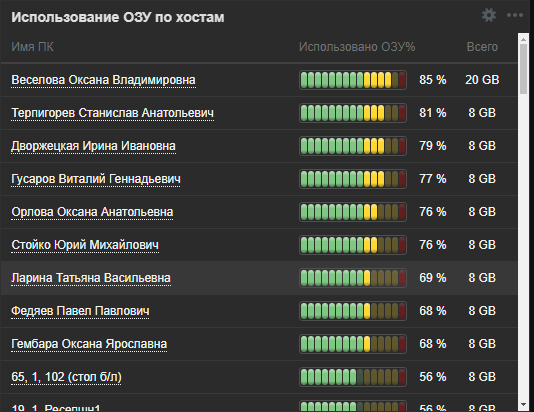 Использование ОЗУ по хостам
Имя ПК Использовано ОЗУ% Всего
Веселова Оксана Владимировна 85 % 20 GB
Терпигорев Станислав Анатольевич 81 % 8 GB
Дворжецкая Ирина Ивановна 79 % 8 GB
Гусаров Виталий Геннадьевич 77 % 8 GB
Орлова Оксана Анатольевна 76 % 8 GB
Стойко Юрий Михайлович 76 % 8 GB
Ларина Татьяна Васильевна 69 % 8 GB
Федяев Павел Павлович 68 % 8 GB
Гембара Оксана Ярославна 68 % 8 GB
65, 1, 102 (стол б/л) 56 % 8 GB
19, 1, Ресепшн1 56 % 8 GB